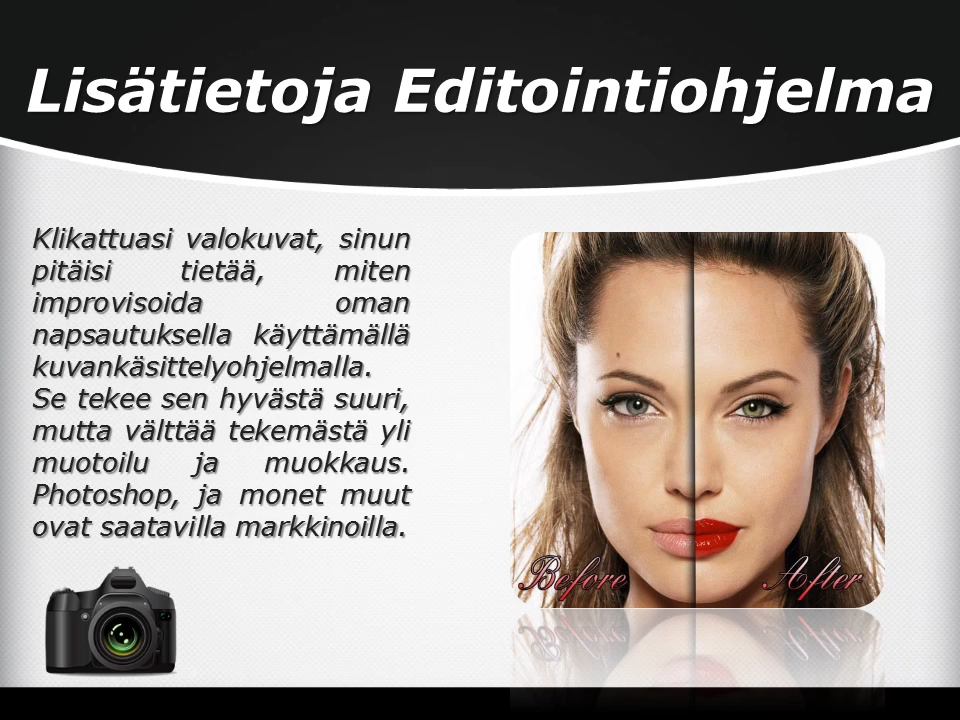 Lisätietoja Editointiohjelma
Klikattuasi valokuvat, sinun
pitäisi tietää, miten
improvisoida oman
napsautuksella käyttämällä
kuvankäsittelyohjelmalla.
Se tekee sen hyvästä suuri,
mutta välttää tekemästä yli
muotoilu ja muokkaus.
Photoshop, ja monet muut
ovat saatavilla markkinoilla.
Before After